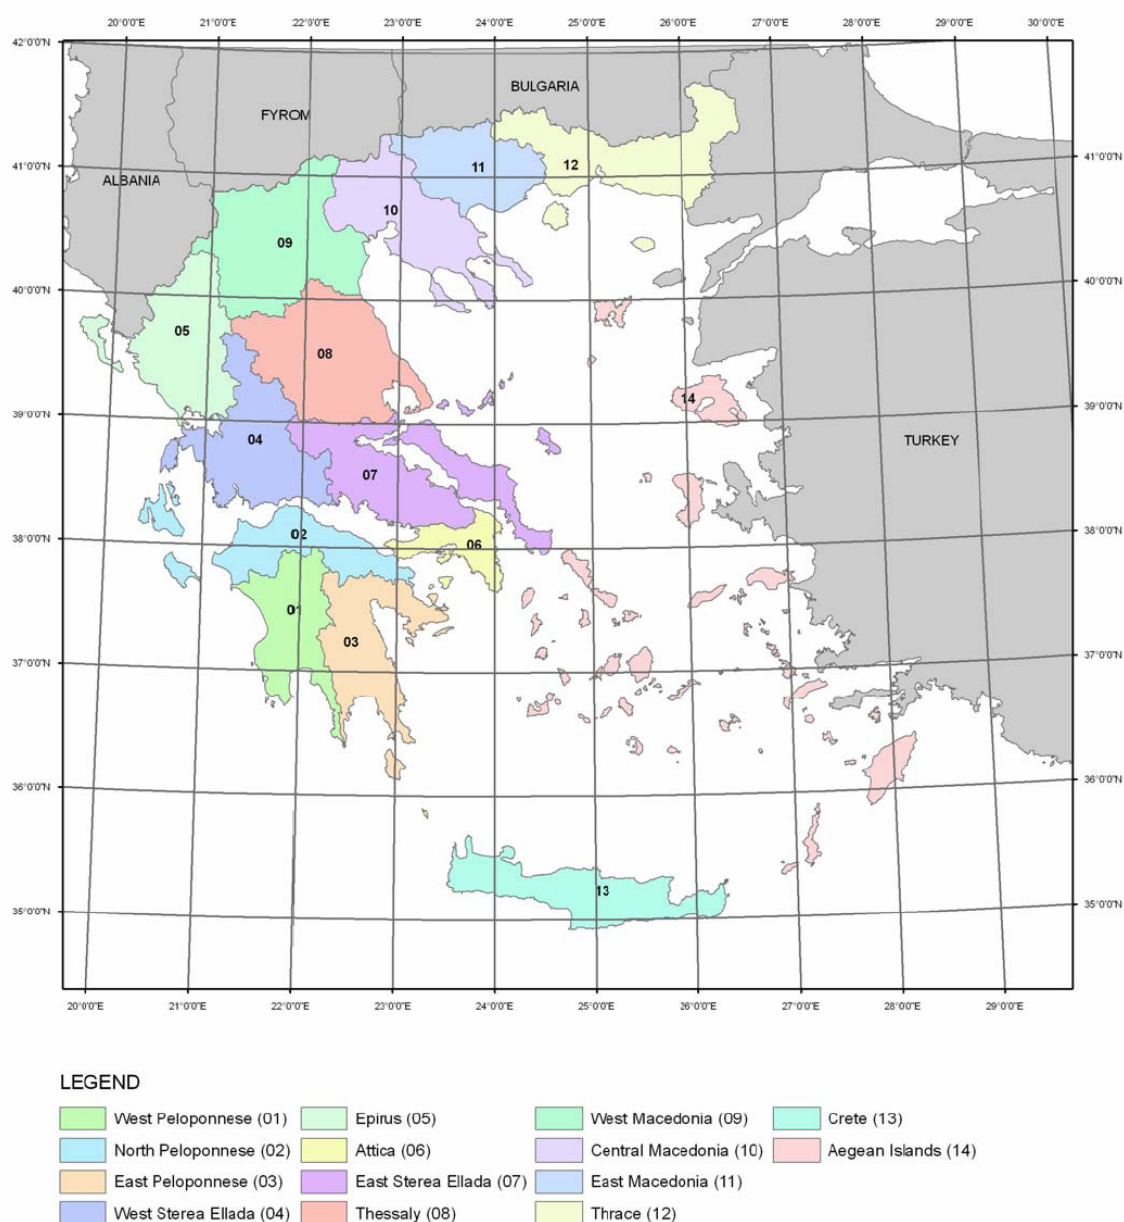 20°0'0"E 21°0'0"E 22°0'0"E 23°0'0"E 24°0'0"E 25°0'0"E 26°0'0"E 27°0'0"E 28°0'0"E 29°0'0"E 30°0'0"E
42°0'0"N
BULGARIA
FYROM
ALBANIA
41°0'0"N 11 12 41°0'0"N
10
09
40°0'0"N 40°0'0"N
05
08
14
39°0'0"N 39°0'0"N
04
TURKEY
07
38°0'0"N 02 06 38°0'0"N
01
03
37°0'0"N 37°0'0"N
36°0'0"N 36°0'0"N
13
35°0'0"N 35°0'0"N
20°0'0"E 21°0'0"E 22°0'0"E 23°0'0"E 24°0'0"E 25°0'0"E 26°0'0"E 27°0'0"E 28°0'0"E 29°0'0"E
LEGEND
West Peloponnese (01) Epirus (05) West Macedonia (09) Crete (13)
North Peloponnese (02) Attica (06) Central Macedonia (10) Aegean Islands (14)
East Peloponnese (03) East Sterea Ellada (07) East Macedonia (11)
West Sterea Ellada (04) Thessaly (08) Thrace (12)